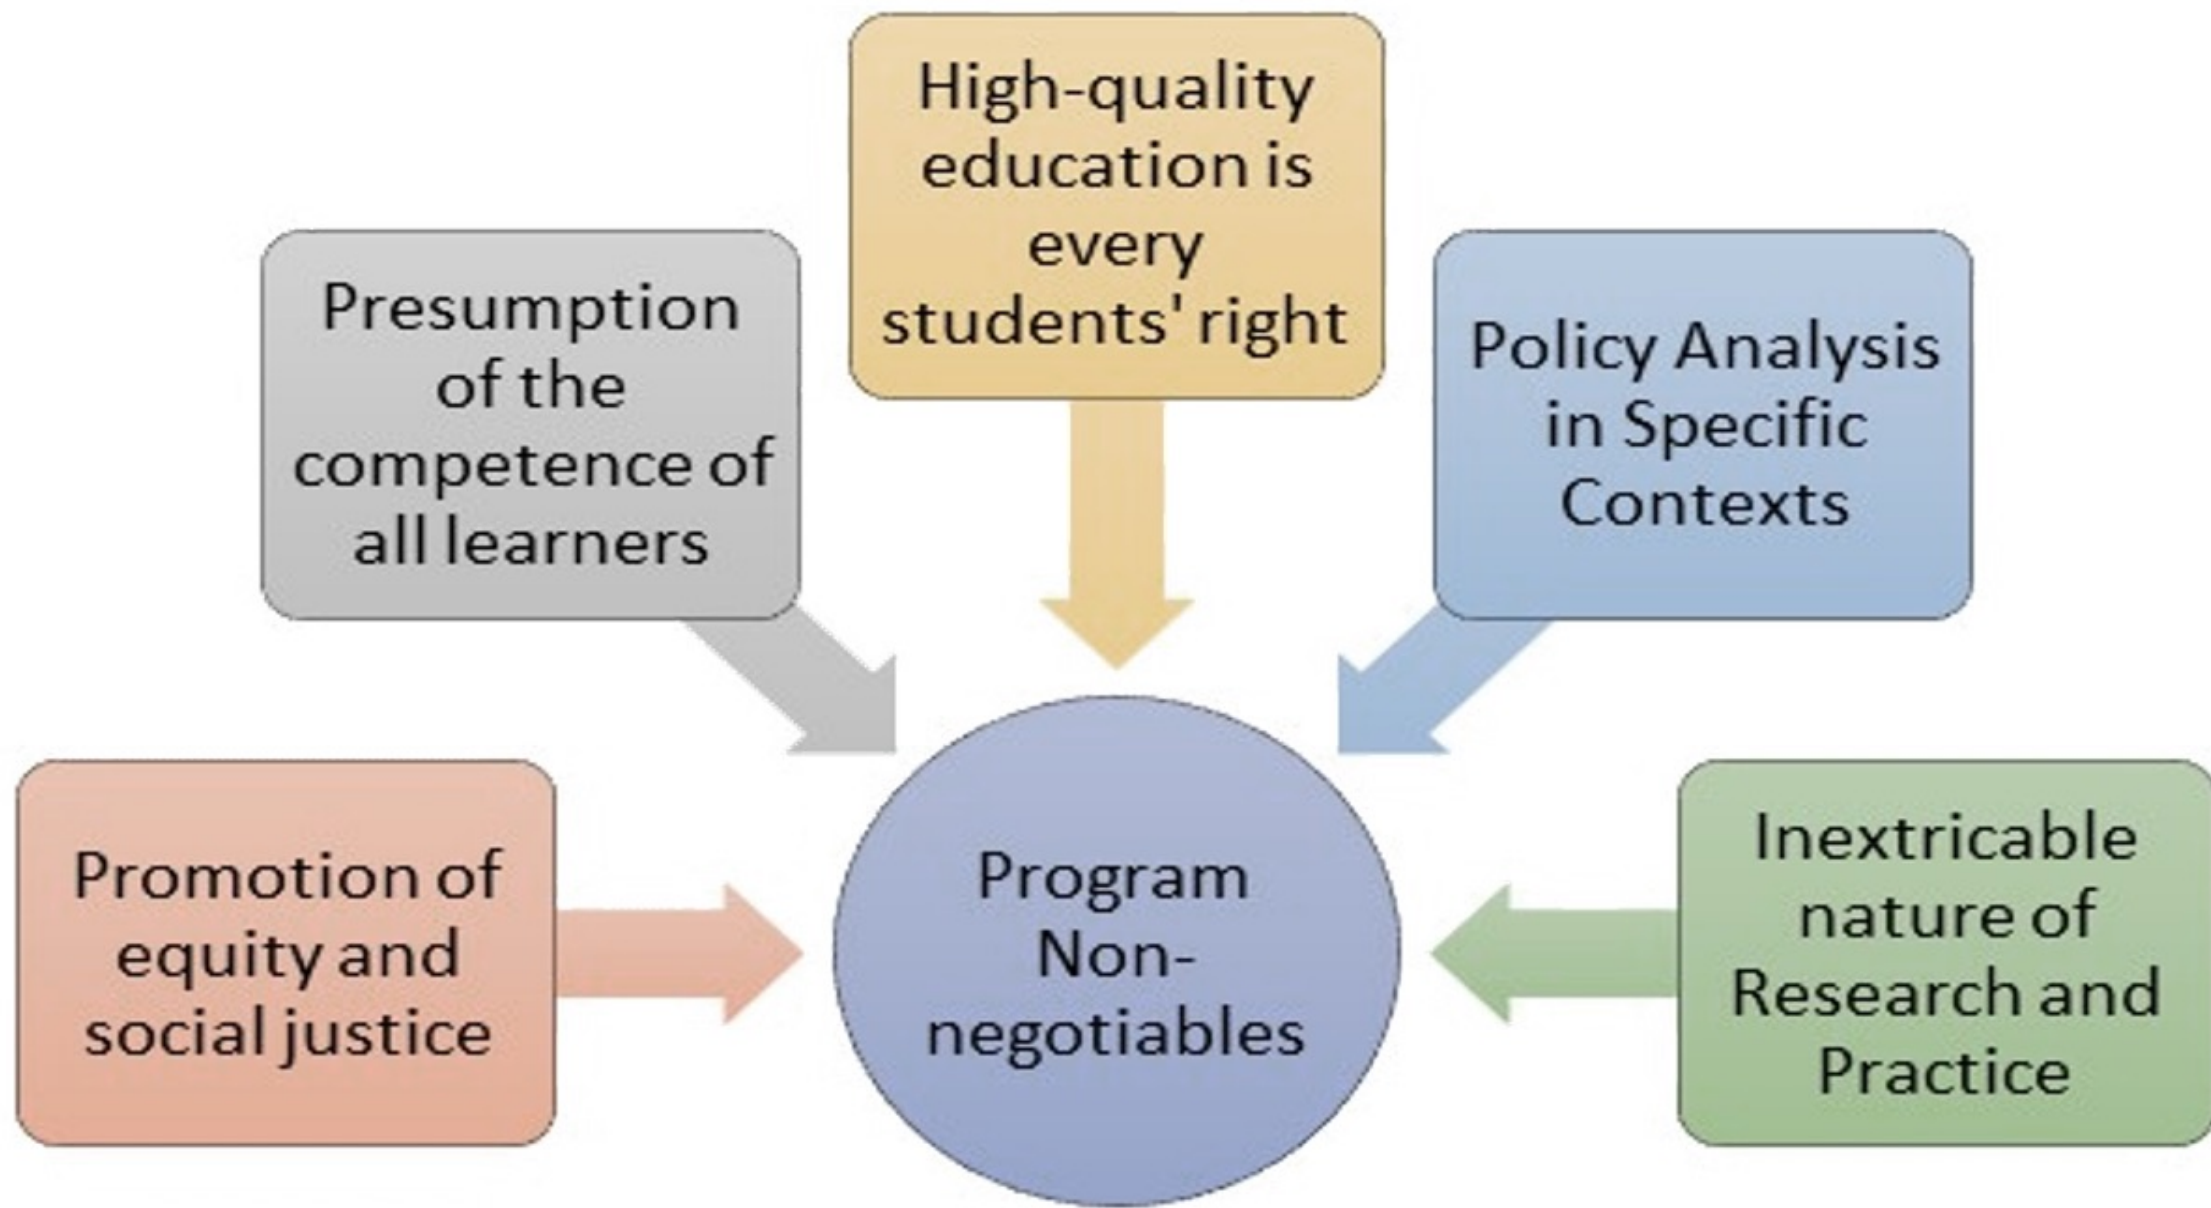 High-quality
education is
every
students' right
Presumption
of the
competence of
all learners
Policy Analysis
in Specific
Contexts
Promotion of
equity and
social justice
Program
Non-
negotiables
Inextricable
nature of
Research and
Practice